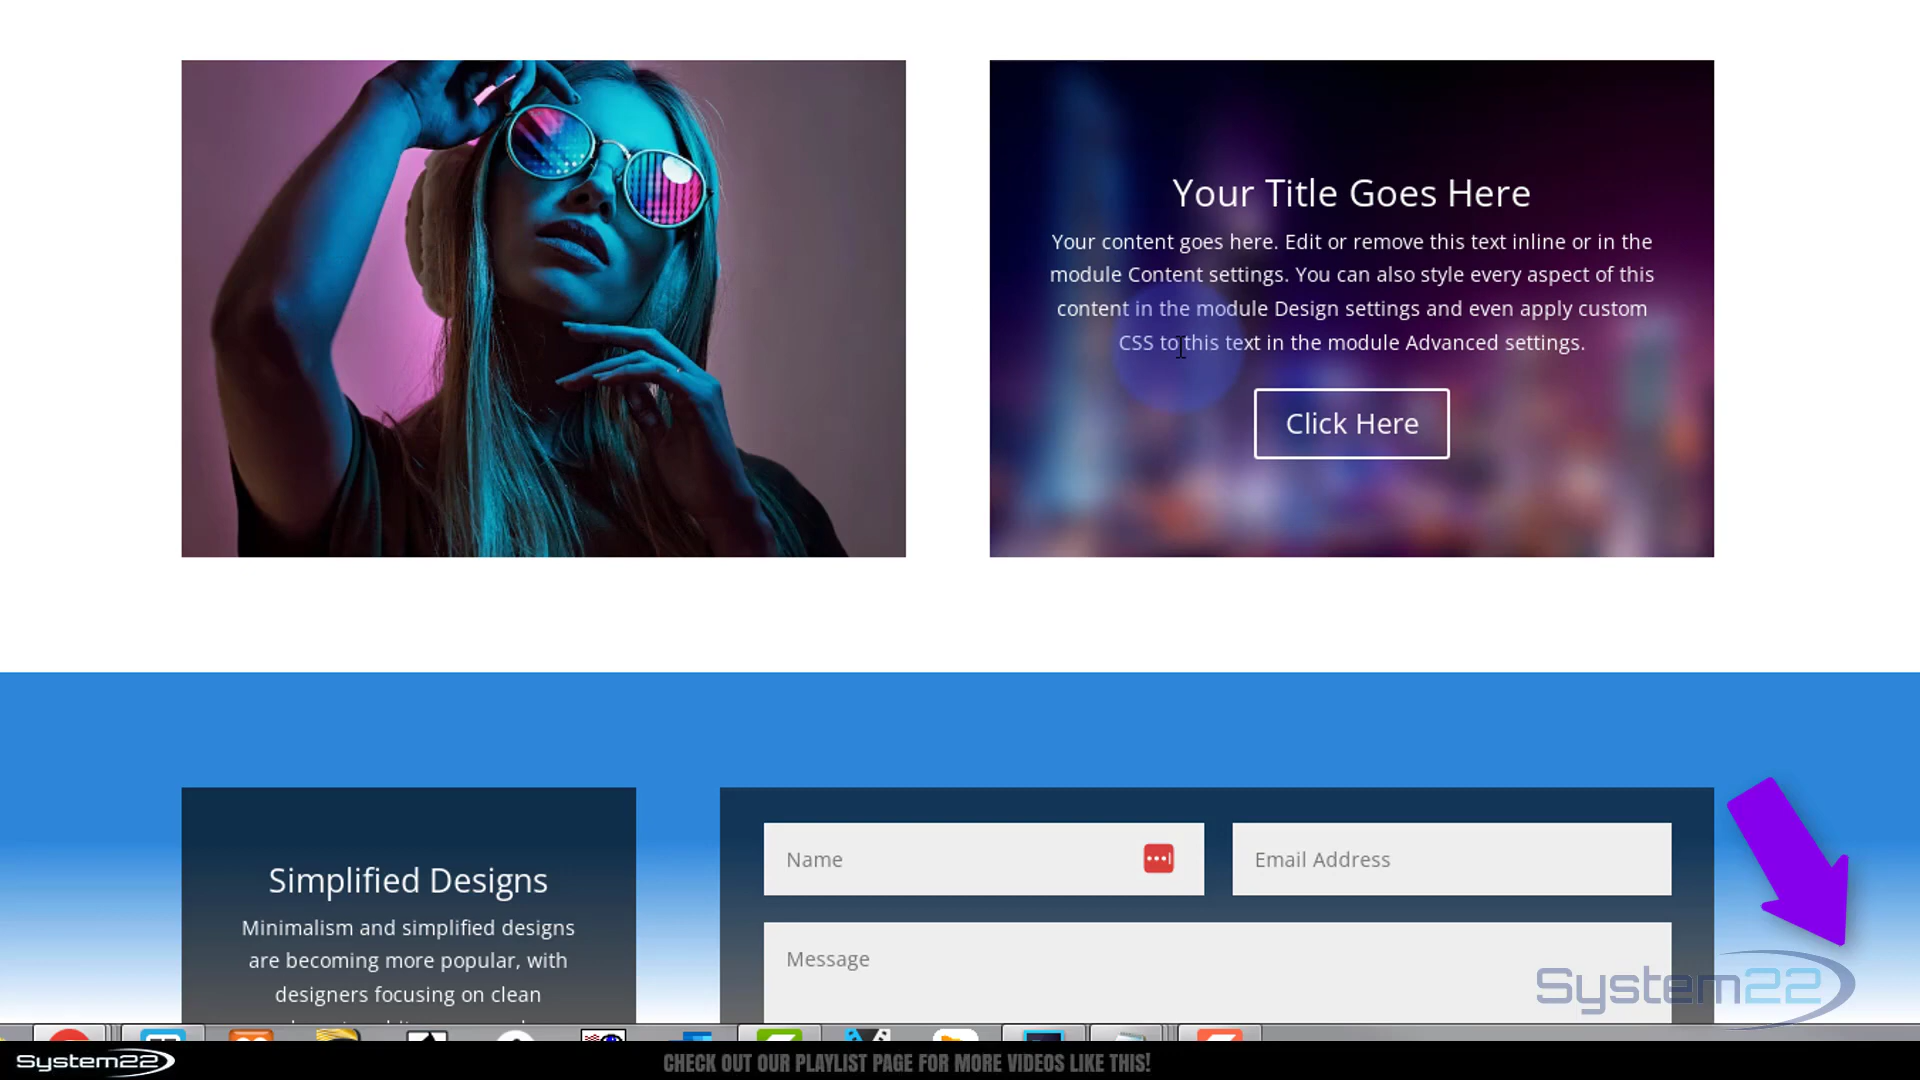 Your Title Goes Here
Your content goes here. Edit or remove this text inline or in the
module Content settings. You can also style every aspect of this
content in the module Design settings and even apply custom
CSS to this text in the module Advanced settings.
Click Here
Simplified Designs
Minimalism and simplified designs
are becoming more popular, with
designers focusing on clean
Name
Email Address
Message
System22
System22
CHECK OUT OUR PLAYLIST PAGE FOR MORE VIDEOS LIKE THIS!